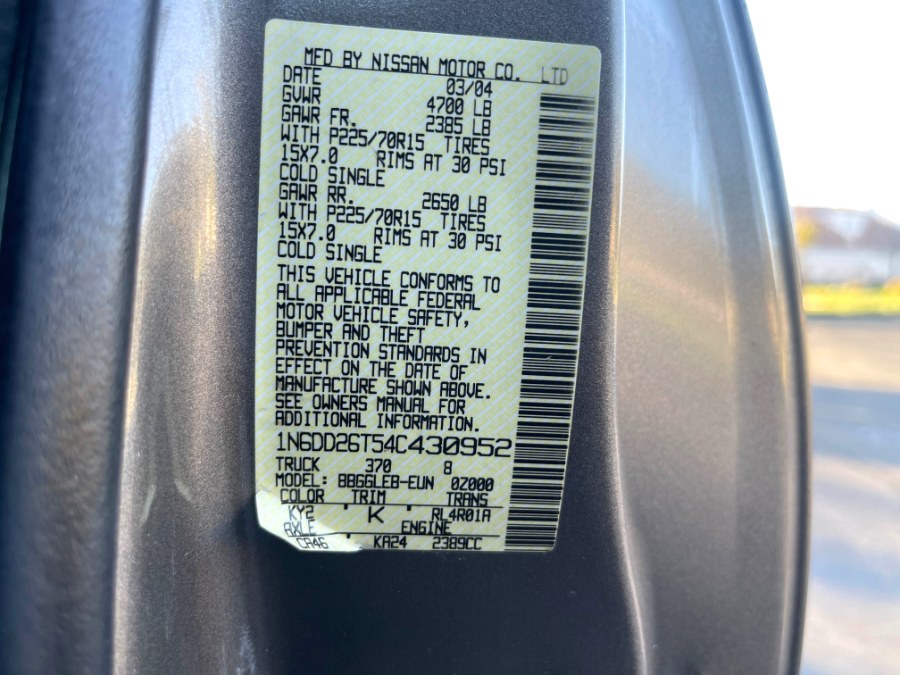 MFD BY NISSAN MOTOR CO. LTD
DATE 03/04
GVWR 4700 LB
GAWR FR. 2385 LB
WITH P225/70R15 TIRES
15X7.0 RIMS AT 30 PSI
COLD SINGLE
GAWR RR. 2650 LB
WITH P225/70R15 TIRES
15X7.0 RIMS AT 30 PSI
COLD SINGLE
THIS VEHICLE CONFORMS TO
ALL APPLICABLE FEDERAL
MOTOR VEHICLE SAFETY,
BUMPER AND THEFT
PREVENTION STANDARDS IN
EFFECT ON THE DATE OF
MANUFACTURE SHOWN ABOVE.
SEE OWNERS MANUAL FOR
ADDITIONAL INFORMATION.
1N6DD26T54C430952
TRUCK 370 8
MODEL: BBGSLEB-EUN 0Z000
COLOR TRIM TRANS
KY2 K RL4R01A
AXLE ENGINE
CA46 KA24 2389CC